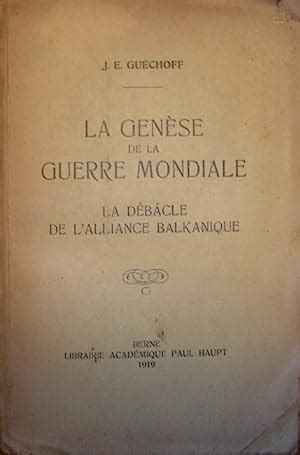 J. E. GUÉCHOFF
LA GENÈSE
DE LA
GUERRE MONDIALE
LA DÉBÂCLE
DE L'ALLIANCE BALKANIQUE
BERNE
LIBRAIRIE ACADÉMIQUE PAUL HAUPT
1919